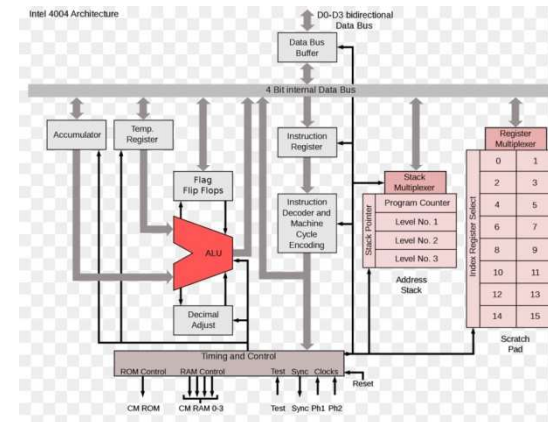 Intel 4004 Architecture
D0-D3 bidirectional
Data Bus
Data Bus
Buffer
4 Bit internal Data Bus
Accumulator
Temp.
Register
Instruction
Register
Register
Multiplexer
Flag
Flip Flops
Stack
Multiplexer
Instruction
Decoder and
Machine
Cycle
Encoding
Stack Pointer
Program Counter
Level No. 1
Level No. 2
Level No. 3
Address
Stack
Index Register Select
0 1
2 3
4 5
6 7
8 9
10 11
12 13
14 15
Scratch
Pad
ALU
Decimal
Adjust
Timing and Control
ROM Control RAM Control Test Sync Clocks
Reset
CM ROM CM RAM 0-3 Test Sync Ph1 Ph2